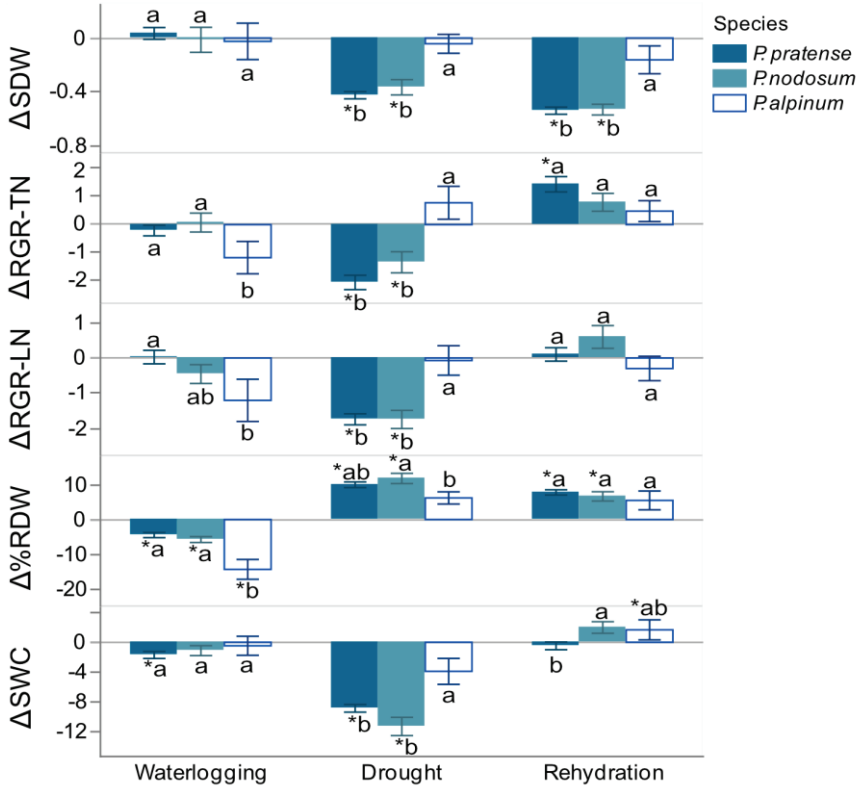 Species
P. pratense
P. nodosum
P. alpinum
ΔSDW
0
-0.4
-0.8
a a a
*b *b a
*b *b a
ΔRGR-TN
2
1
0
-1
-2
a a b
*b *b a
*a a a
ΔRGR-LN
1
0
-1
-2
a ab b
*b *b a
a a a
Δ%RDW
10
0
-10
-20
*a *a *b
*ab *a b
*a *a a
ΔSWC
0
-4
-8
-12
*a a a
*b *b a
b a *ab
Waterlogging Drought Rehydration